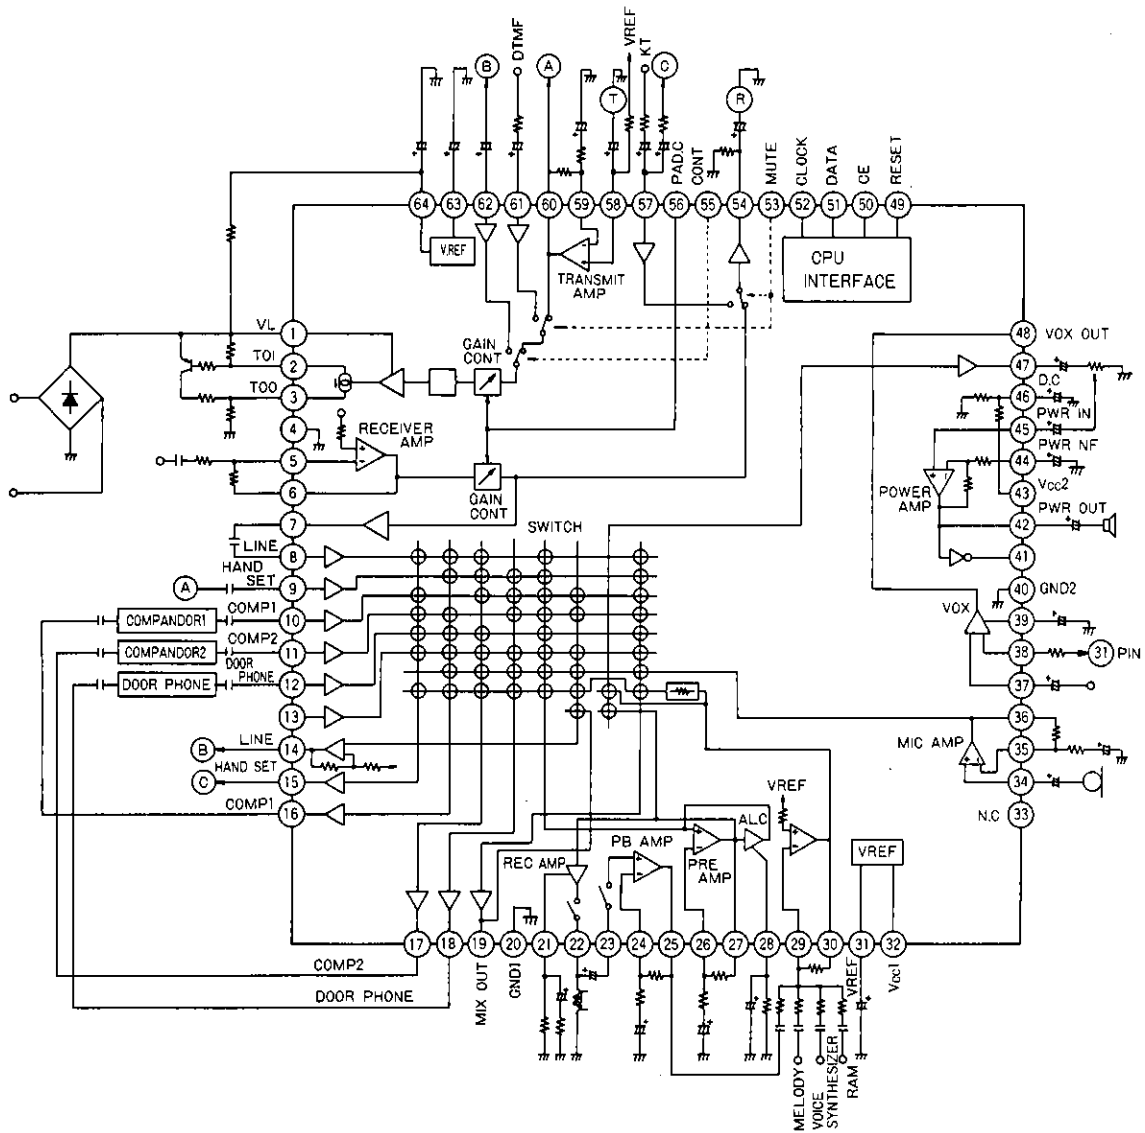 B
DTMF
A
T
VREF
KT
C
R
PAD.C
CONT
MUTE
CLOCK
DATA
CE
RESET
64
63
62
61
60
59
58
57
56
55
54
53
52
51
50
49
V.REF
TRANSMIT
AMP
CPU
INTERFACE
VL
1
TOI
2
TOO
3
4
5
6
7
LINE
8
HAND
SET
A
9
COMP1
10
COMPANDOR1
COMP2
11
COMPANDOR2
DOOR
PHONE
12
DOOR PHONE
13
LINE
B
14
HAND SET
C
15
COMP1
16
GAIN
CONT
RECEIVER
AMP
GAIN
CONT
SWITCH
48
VOX OUT
47
D.C
46
PWR IN
45
PWR NF
44
Vcc2
43
PWR OUT
42
41
40
GND2
39
38
31
PIN
37
36
35
34
33
POWER
AMP
VOX
MIC AMP
N.C
REC AMP
PB AMP
PRE
AMP
ALC
VREF
VREF
17
18
19
20
21
22
23
24
25
26
27
28
29
30
31
32
COMP2
DOOR PHONE
MIX OUT
GND1
VREF
Vcc1
MELODY
VOICE
SYNTHESIZER
RAM